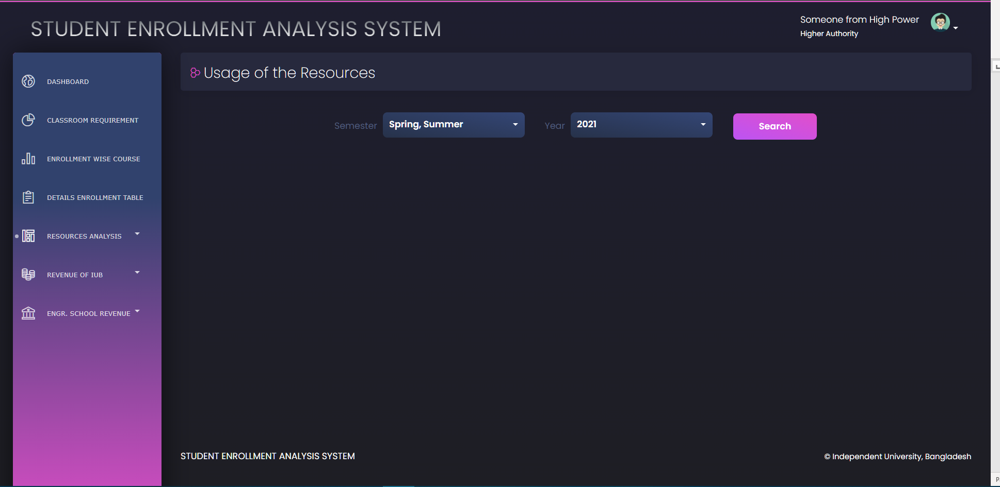 STUDENT ENROLLMENT ANALYSIS SYSTEM
Someone from High Power
Higher Authority
DASHBOARD
CLASSROOM REQUIREMENT
ENROLLMENT WISE COURSE
DETAILS ENROLLMENT TABLE
RESOURCES ANALYSIS
REVENUE OF IUB
ENGR. SCHOOL REVENUE
Usage of the Resources
Semester Spring, Summer Year 2021 Search
STUDENT ENROLLMENT ANALYSIS SYSTEM
© Independent University, Bangladesh